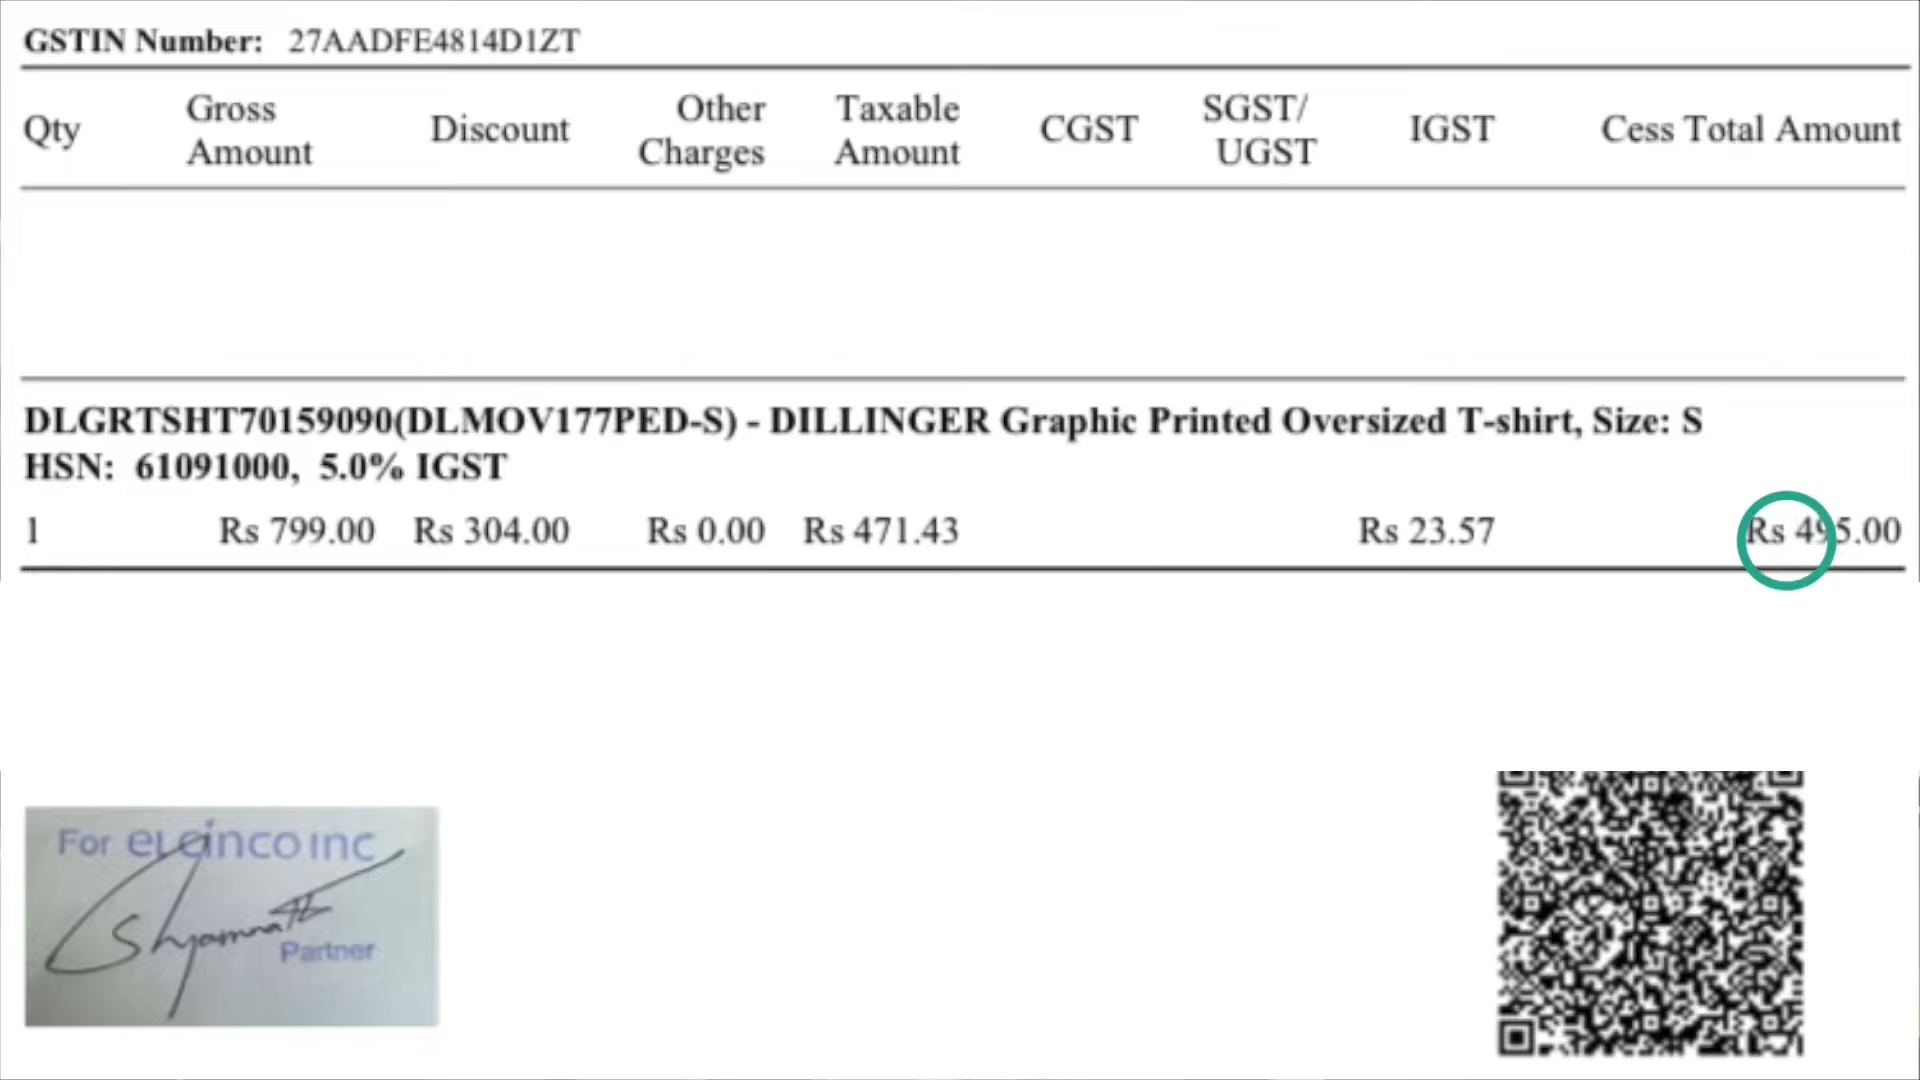 GSTIN Number: 27AADFE4814D1ZT
Qty Gross Amount Discount Other Charges Taxable Amount CGST SGST/ UGST IGST Cess Total Amount
DLGRTSHT70159090(DLMOV177PED-S) - DILLINGER Graphic Printed Oversized T-shirt, Size: S
HSN: 61091000, 5.0% IGST
1 Rs 799.00 Rs 304.00 Rs 0.00 Rs 471.43 Rs 23.57 Rs 495.00
For elcinco inc
Shyamnath
Partner